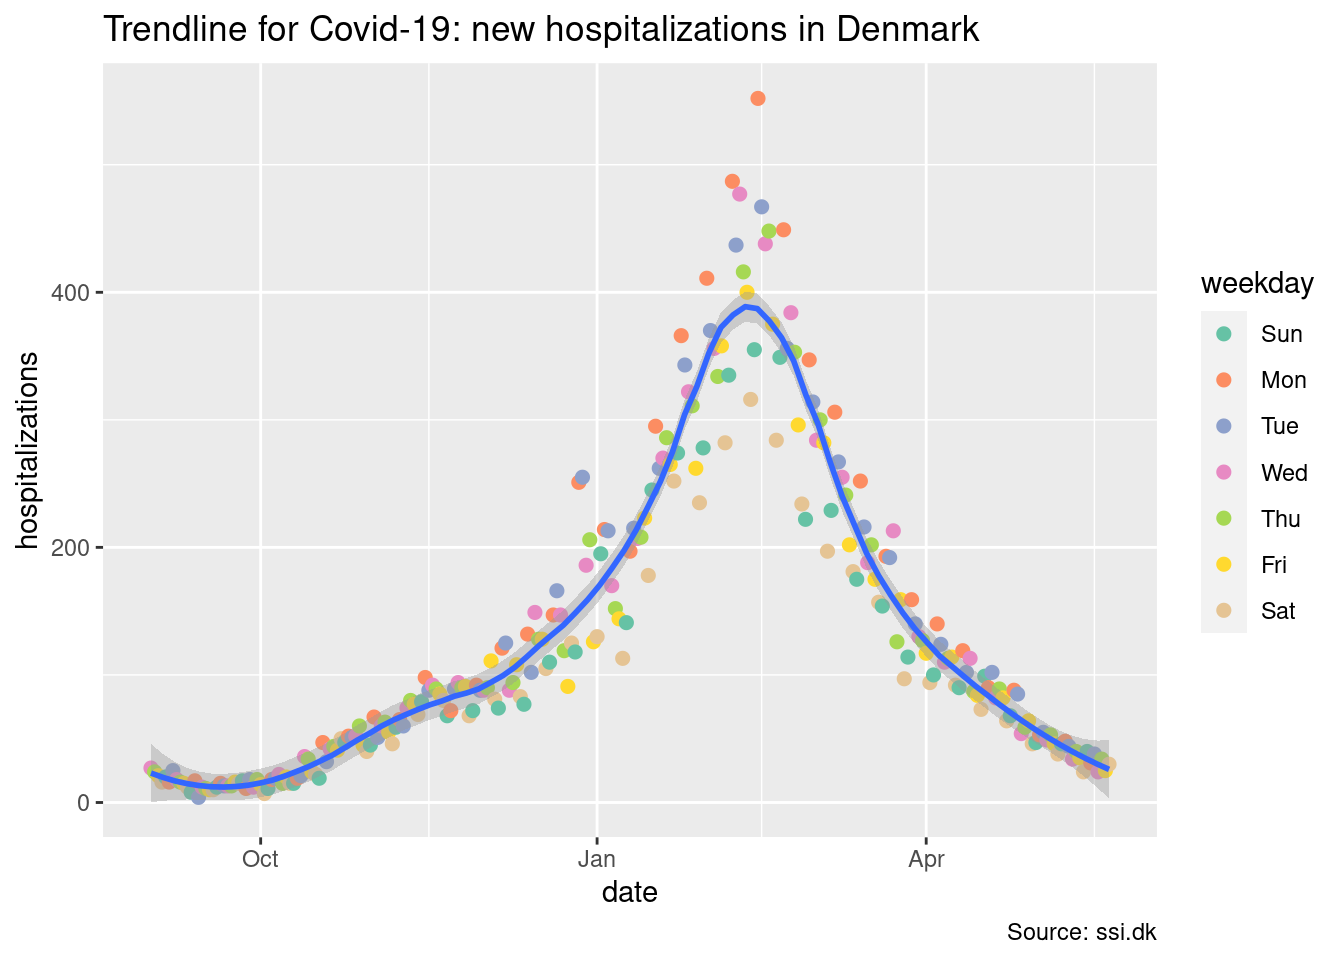 Trendline for Covid-19: new hospitalizations in Denmark
hospitalizations
400
200
0
Oct
Jan
Apr
date
weekday
Sun
Mon
Tue
Wed
Thu
Fri
Sat
Source: ssi.dk